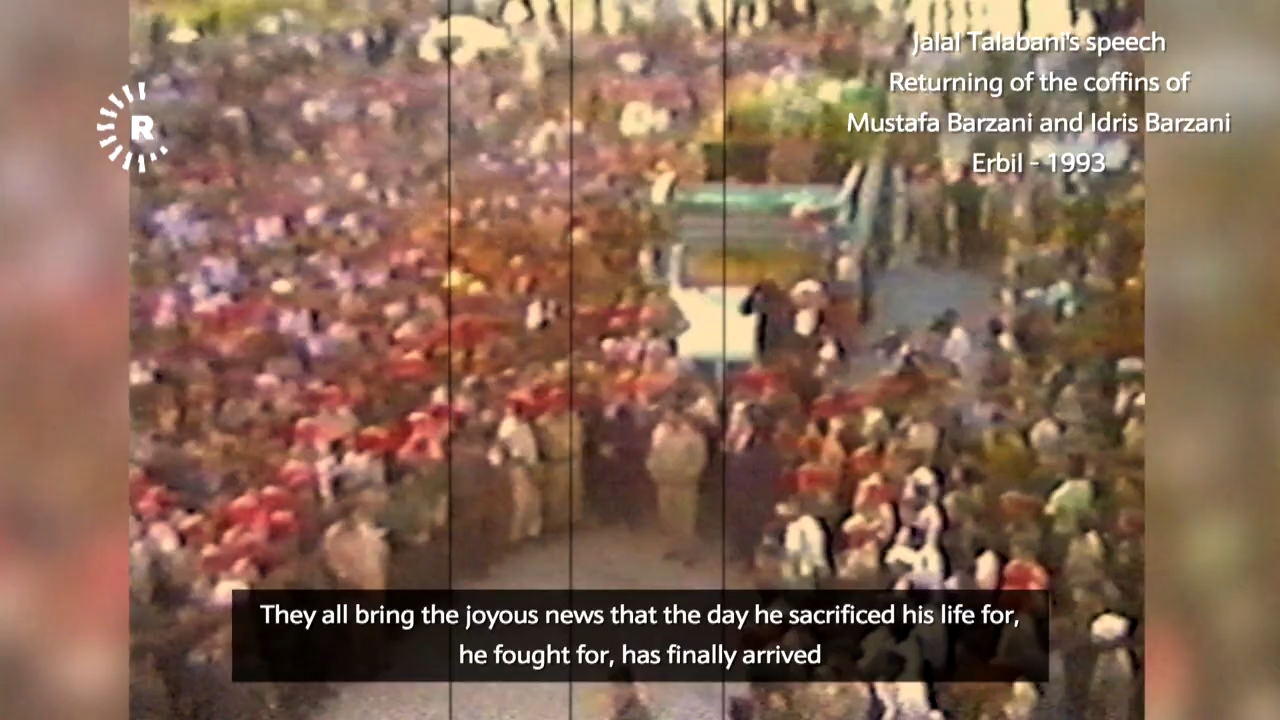 Jalal Talabani's speech
Returning of the coffins of
Mustafa Barzani and Idris Barzani
Erbil - 1993
R
They all bring the joyous news that the day he sacrificed his life for,
he fought for, has finally arrived